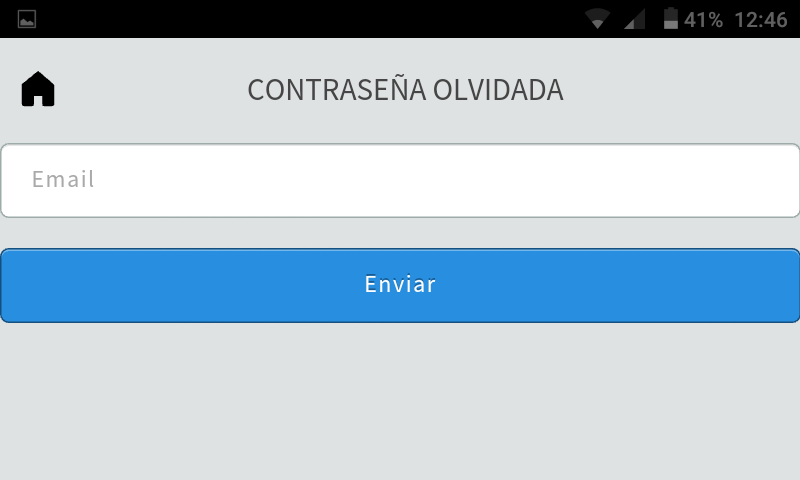 41% 12:46
CONTRASEÑA OLVIDADA
Email
Enviar